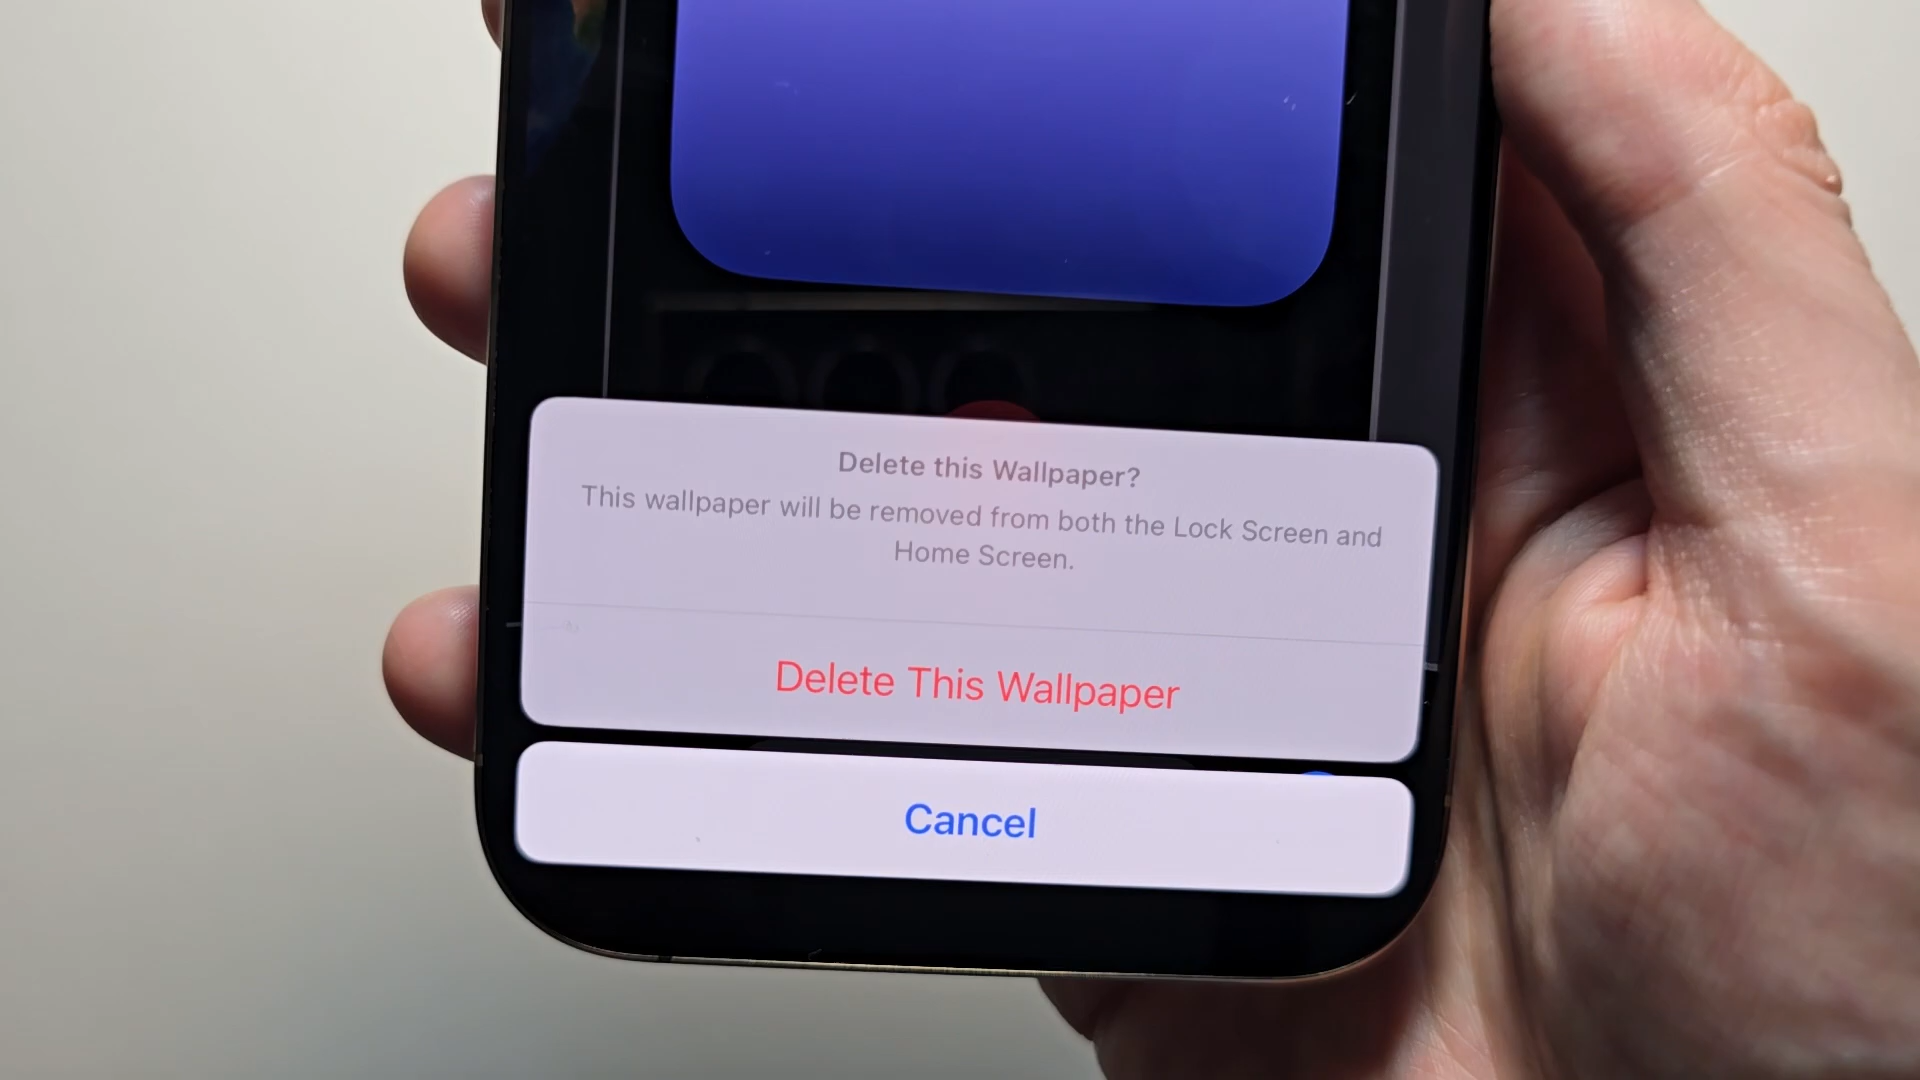 Delete this Wallpaper?
This wallpaper will be removed from both the Lock Screen and
Home Screen.
Delete This Wallpaper
Cancel